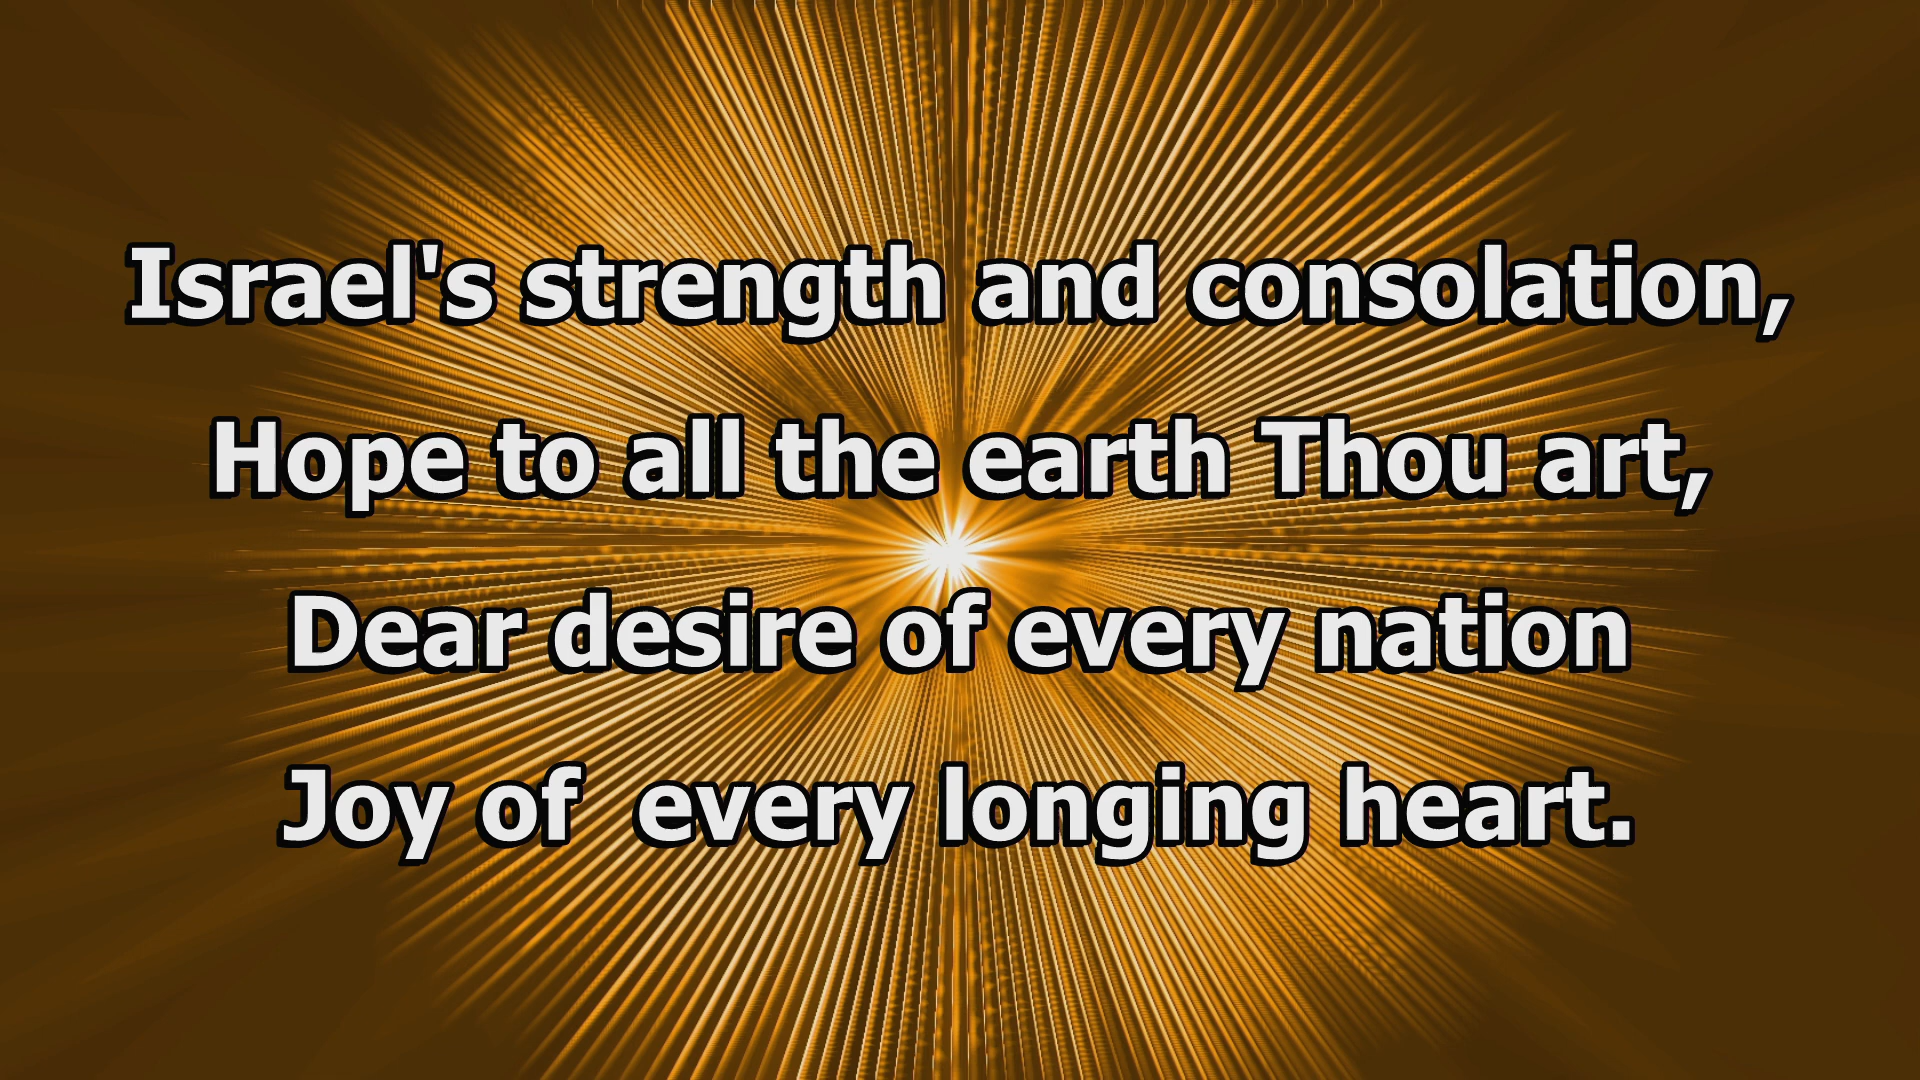 Israel's strength and consolation,
Hope to all the earth Thou art,
Dear desire of every nation
Joy of  every longing heart.